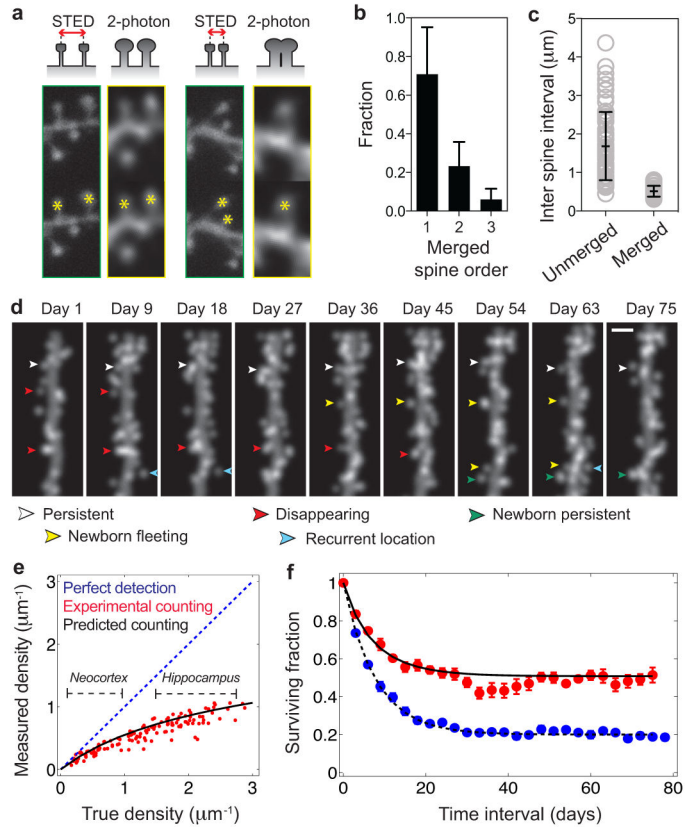 a
STED 2-photon STED 2-photon
* * * * * * *
b
Fraction
1.0
0.8
0.6
0.4
0.2
0.0
1 2 3
Merged
spine order
c
Inter spine interval (μm)
5
4
3
2
1
0
Unmerged
Merged
d
Day 1 Day 9 Day 18 Day 27 Day 36 Day 45 Day 54 Day 63 Day 75
Persistent Disappearing Newborn persistent
Newborn fleeting Recurrent location
e
Measured density (μm⁻¹)
3
2
1
0
Perfect detection
Experimental counting
Predicted counting
Neocortex Hippocampus
0 1 2 3
True density (μm⁻¹)
f
Surviving fraction
1
0.8
0.6
0.4
0.2
0
0 20 40 60 80
Time interval (days)